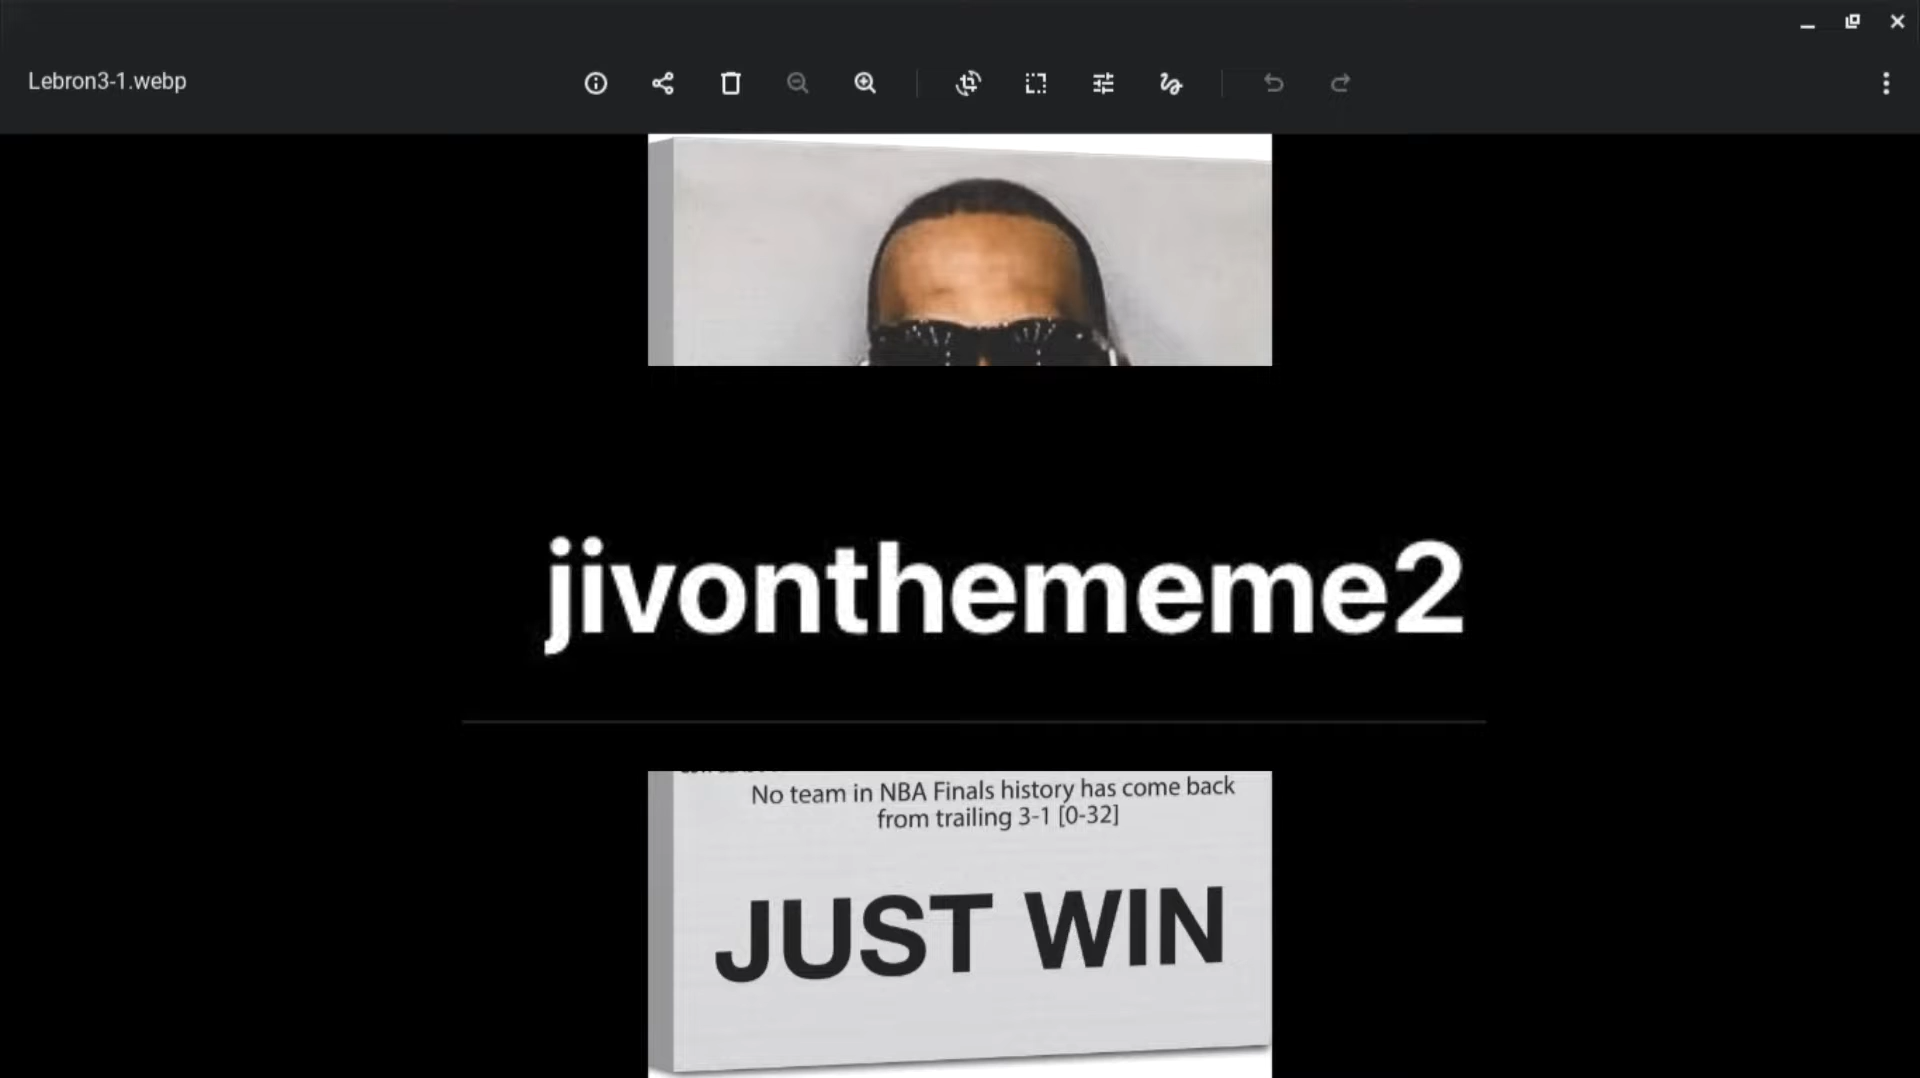 Lebron3-1.webp
jivonthememe2
No team in NBA Finals history has come back
from trailing 3-1 [0-32]
JUST WIN